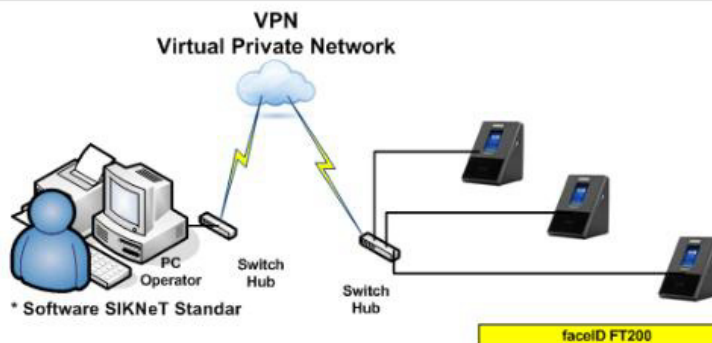 VPN
Virtual Private Network
PC
Operator
Switch
Hub
Switch
Hub
* Software SIKNeT Standar
faceID FT200